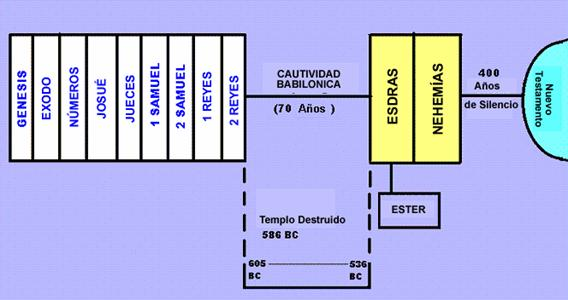 GENESIS
EXODO
NÚMEROS
JOSUÉ
JUECES
1 SAMUEL
2 SAMUEL
1 REYES
2 REYES
CAUTIVIDAD
BABILONICA
(70 Años )
ESDRAS
NEHEMÍAS
400
Años
de Silencio
Nuevo
Testamento
ESTER
Templo Destruido
586 BC
605
BC
536
BC